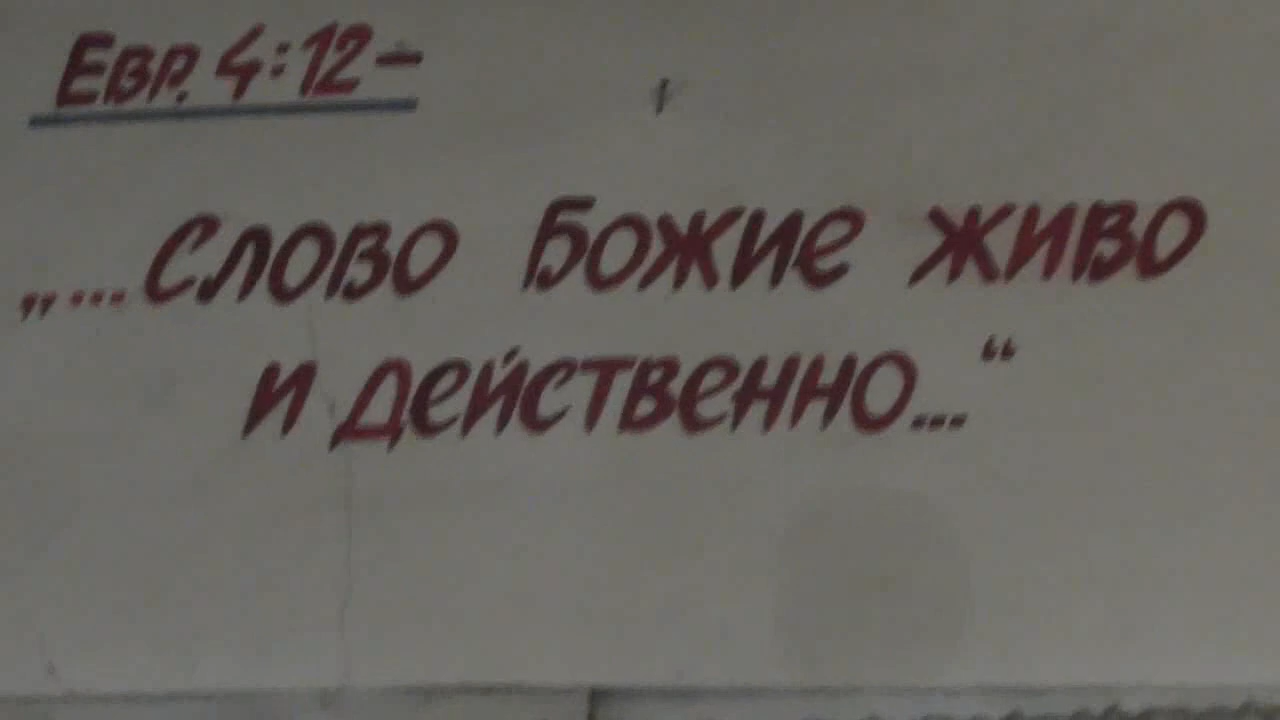 Евр. 4:12-
„...Слово Божие живо
и действенно...“